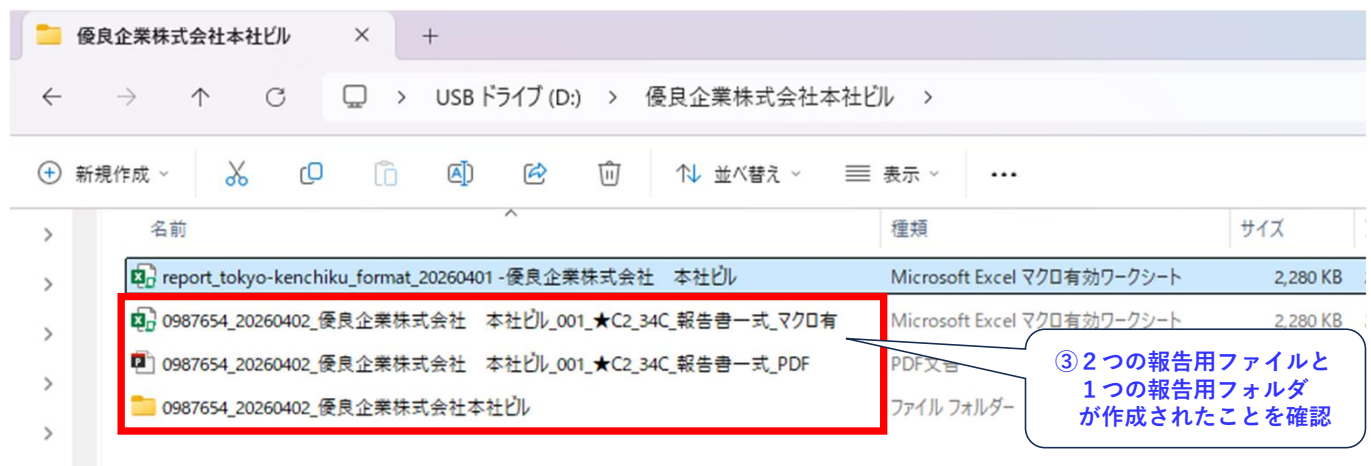 優良企業株式会社本社ビル
USB ドライブ (D:) > 優良企業株式会社本社ビル >
新規作成 並べ替え 表示 ...
名前 種類 サイズ
report_tokyo-kenchiku_format_20260401 -優良企業株式会社　本社ビル Microsoft Excel マクロ有効ワークシート 2,280 KB
0987654_20260402_優良企業株式会社　本社ビル_001_★C2_34C_報告書一式_マクロ有 Microsoft Excel マクロ有効ワークシート 2,280 KB
0987654_20260402_優良企業株式会社　本社ビル_001_★C2_34C_報告書一式_PDF PDF文書
0987654_20260402_優良企業株式会社本社ビル ファイル フォルダー
③２つの報告用ファイルと
１つの報告用フォルダ
が作成されたことを確認